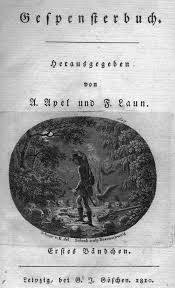 Gespensterbuch.
Herausgegeben
von
A. Apel und F. Laun.
Erstes Bändchen.
Leipzig, bei G. J. Göschen. 1810.